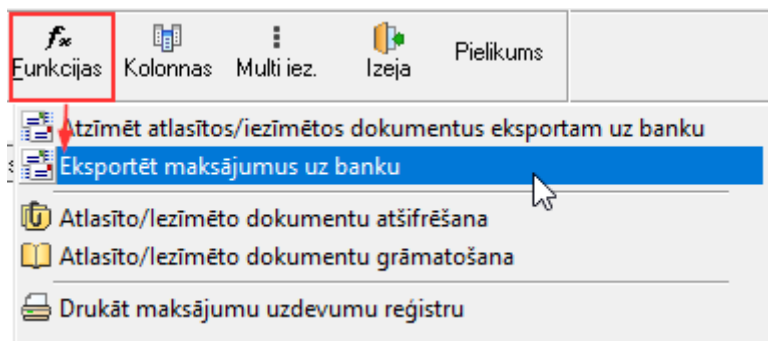 fx
Funkcijas Kolonnas Multi iez. Izeja Pielikums
Atzīmēt atlasītos/iezīmētos dokumentus eksportam uz banku
Eksportēt maksājumus uz banku
Atlasīto/Iezīmēto dokumentu atšifrēšana
Atlasīto/Iezīmēto dokumentu grāmatošana
Drukāt maksājumu uzdevumu reģistru